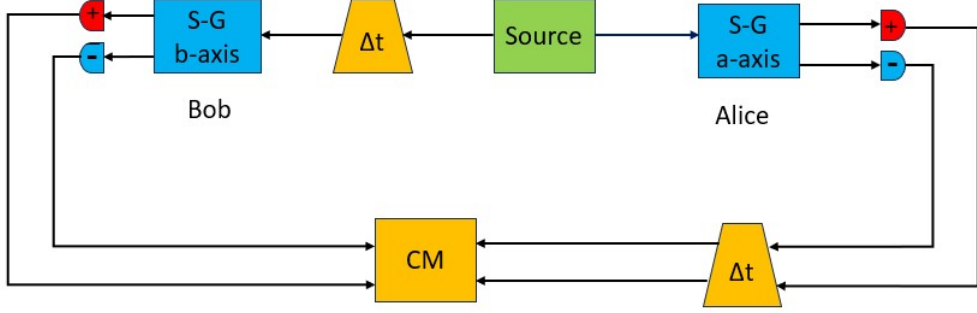 +
S-G
b-axis
Δt
Source
S-G
a-axis
+
-
-
Bob
Alice
CM
Δt